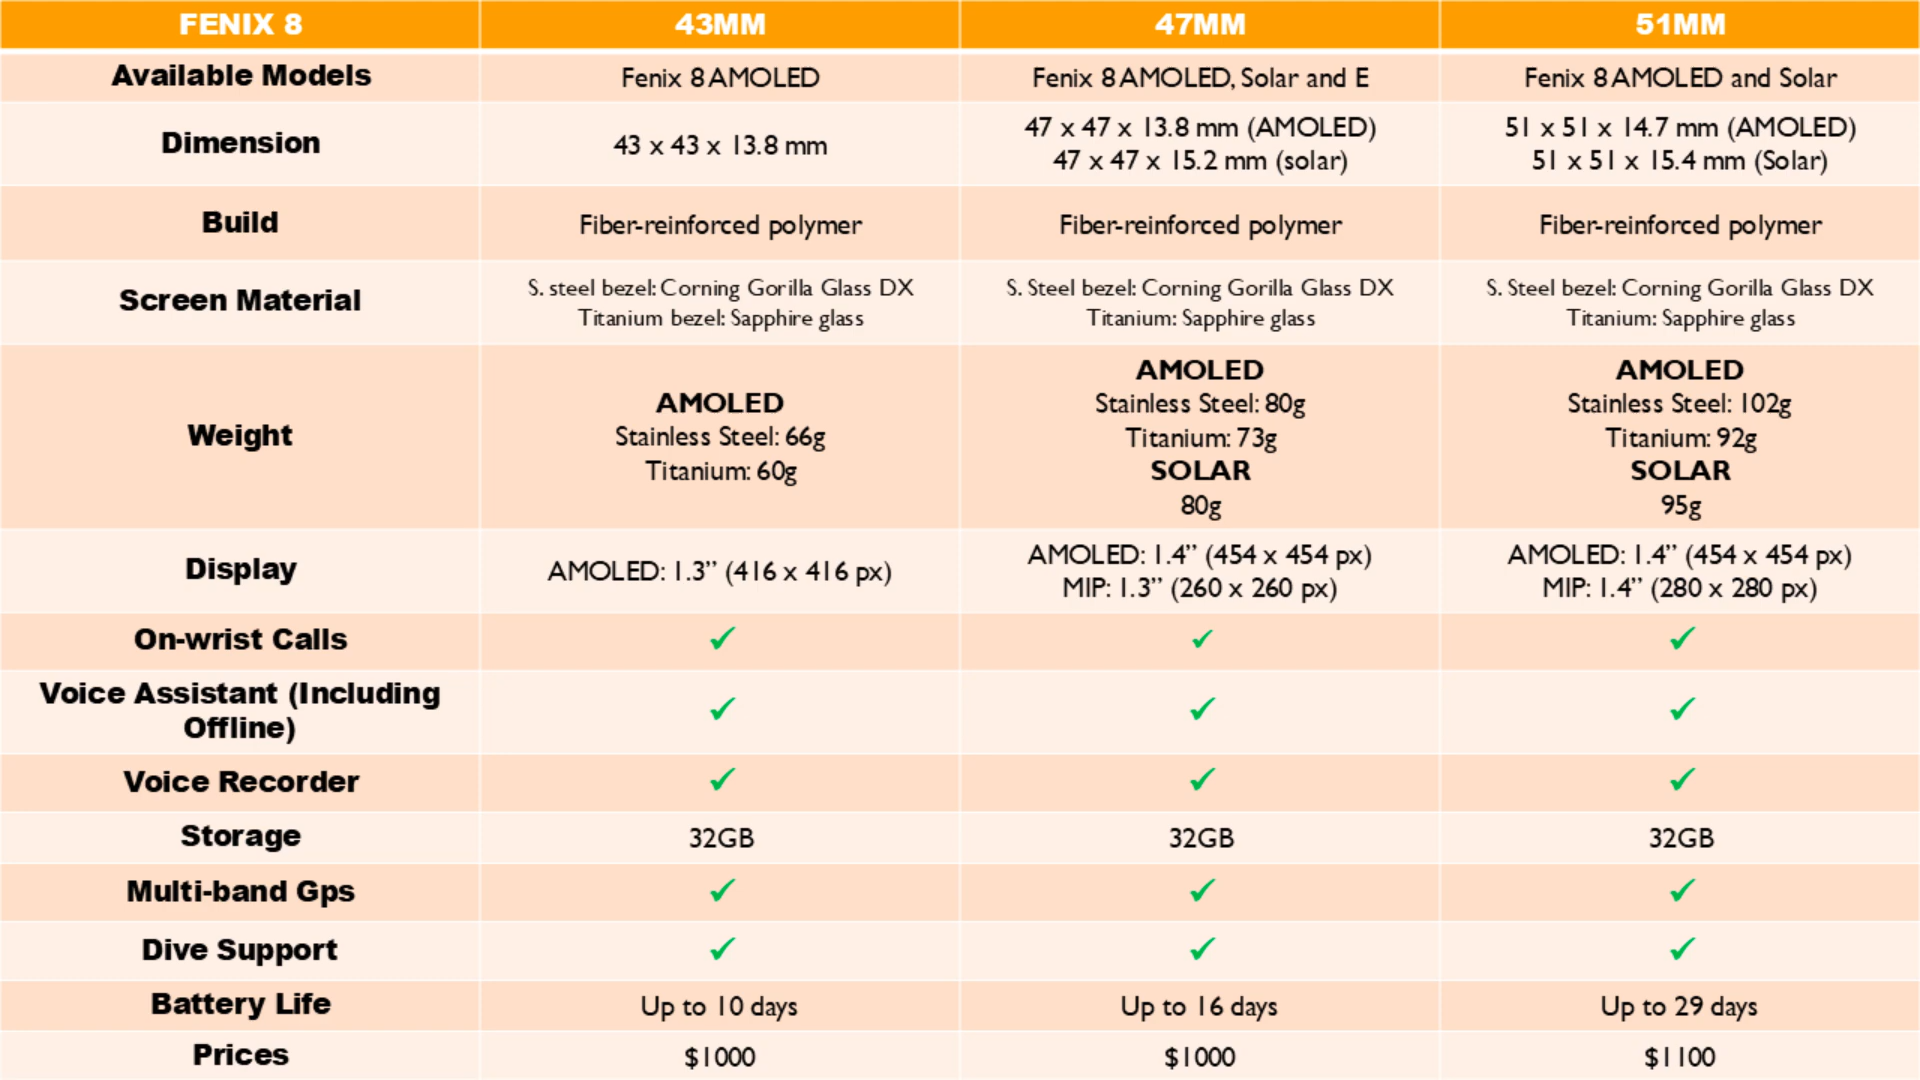 FENIX 8
43MM
47MM
51MM
Available Models
Fenix 8 AMOLED
Fenix 8 AMOLED, Solar and E
Fenix 8 AMOLED and Solar
Dimension
43 x 43 x 13.8 mm
47 x 47 x 13.8 mm (AMOLED)
47 x 47 x 15.2 mm (solar)
51 x 51 x 14.7 mm (AMOLED)
51 x 51 x 15.4 mm (Solar)
Build
Fiber-reinforced polymer
Fiber-reinforced polymer
Fiber-reinforced polymer
Screen Material
S. steel bezel: Corning Gorilla Glass DX
Titanium bezel: Sapphire glass
S. Steel bezel: Corning Gorilla Glass DX
Titanium: Sapphire glass
S. Steel bezel: Corning Gorilla Glass DX
Titanium: Sapphire glass
Weight
AMOLED
Stainless Steel: 66g
Titanium: 60g
AMOLED
Stainless Steel: 80g
Titanium: 73g
SOLAR
80g
AMOLED
Stainless Steel: 102g
Titanium: 92g
SOLAR
95g
Display
AMOLED: 1.3” (416 x 416 px)
AMOLED: 1.4” (454 x 454 px)
MIP: 1.3” (260 x 260 px)
AMOLED: 1.4” (454 x 454 px)
MIP: 1.4” (280 x 280 px)
On-wrist Calls
✓
✓
✓
Voice Assistant (Including
Offline)
✓
✓
✓
Voice Recorder
✓
✓
✓
Storage
32GB
32GB
32GB
Multi-band Gps
✓
✓
✓
Dive Support
✓
✓
✓
Battery Life
Up to 10 days
Up to 16 days
Up to 29 days
Prices
$1000
$1000
$1100